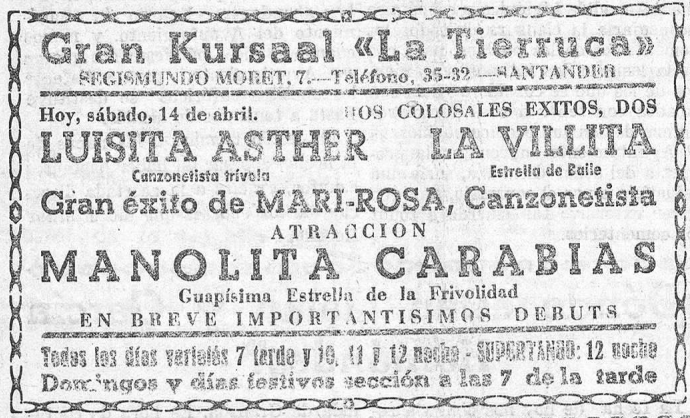 Gran Kursaal «La Tierruca»
SEGISMUNDO MORET, 7.—Teléfono, 35-32—SANTANDER
Hoy, sábado, 14 de abril. DOS COLOSALES EXITOS, DOS
LUISITA ASTHER LA VILLITA
Canzonetista frívola Estrella de Baile
Gran éxito de MARI-ROSA, Canzonetista
ATRACCION
MANOLITA CARABIAS
Guapísima Estrella de la Frivolidad
EN BREVE IMPORTANTISIMOS DEBUTS
Todos los días vertelés 7 tarde y 10, 11 y 12 noche - SUPERTANGO: 12 noche
Domingos y días festivos sección a las 7 de la tarde